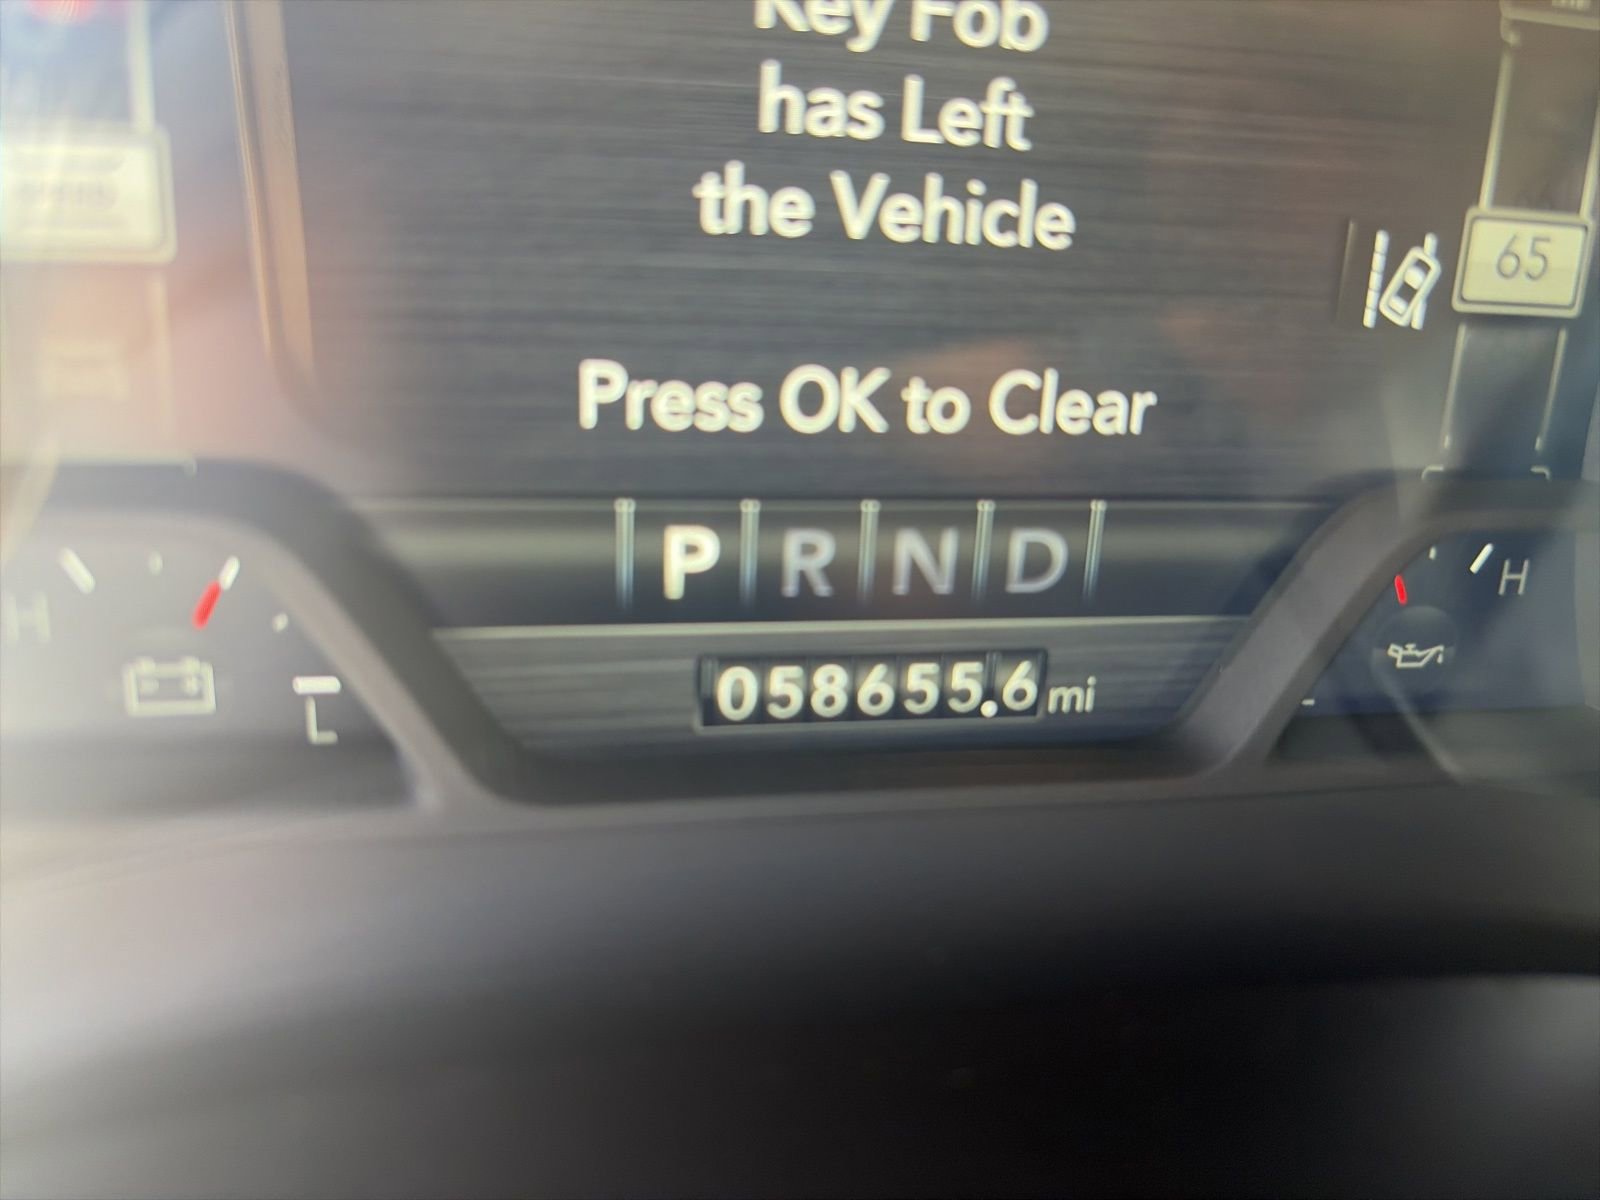 Key Fob
has Left
the Vehicle
65
Press OK to Clear
P R N D
H
H
L
058655.6 mi